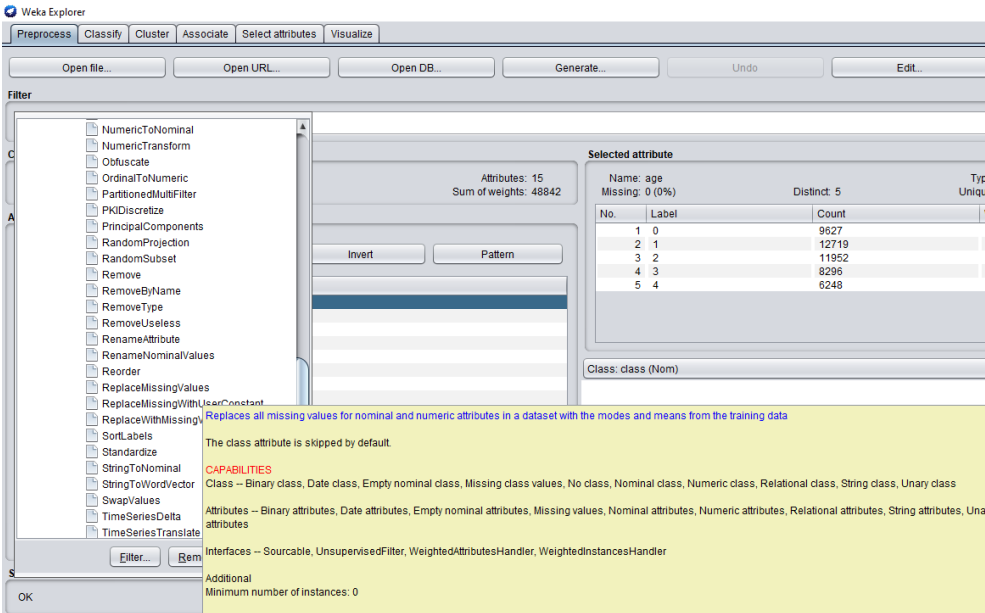 Weka Explorer
Preprocess Classify Cluster Associate Select attributes Visualize
Open file... Open URL... Open DB... Generate... Undo Edit...
Filter
NumericToNominal
NumericTransform
Obfuscate
OrdinalToNumeric
PartitionedMultiFilter
PKIDiscretize
PrincipalComponents
RandomProjection
RandomSubset
Remove
RemoveByName
RemoveType
RemoveUseless
RenameAttribute
RenameNominalValues
Reorder
ReplaceMissingValues
ReplaceMissingWithUserConstant
ReplaceWithMissingV
SortLabels
Standardize
StringToNominal
StringToWordVector
SwapValues
TimeSeriesDelta
TimeSeriesTranslate
Filter... Rem
C
Attributes: 15
Sum of weights: 48842
A
Invert Pattern
Selected attribute
Name: age Typ
Missing: 0 (0%) Distinct: 5 Uniqu
No. Label Count
1 0 9627
2 1 12719
3 2 11952
4 3 8296
5 4 6248
Class: class (Nom)
Replaces all missing values for nominal and numeric attributes in a dataset with the modes and means from the training data
The class attribute is skipped by default.
CAPABILITIES
Class -- Binary class, Date class, Empty nominal class, Missing class values, No class, Nominal class, Numeric class, Relational class, String class, Unary class
Attributes -- Binary attributes, Date attributes, Empty nominal attributes, Missing values, Nominal attributes, Numeric attributes, Relational attributes, String attributes, Una
attributes
Interfaces -- Sourcable, UnsupervisedFilter, WeightedAttributesHandler, WeightedInstancesHandler
Additional
Minimum number of instances: 0
S
OK